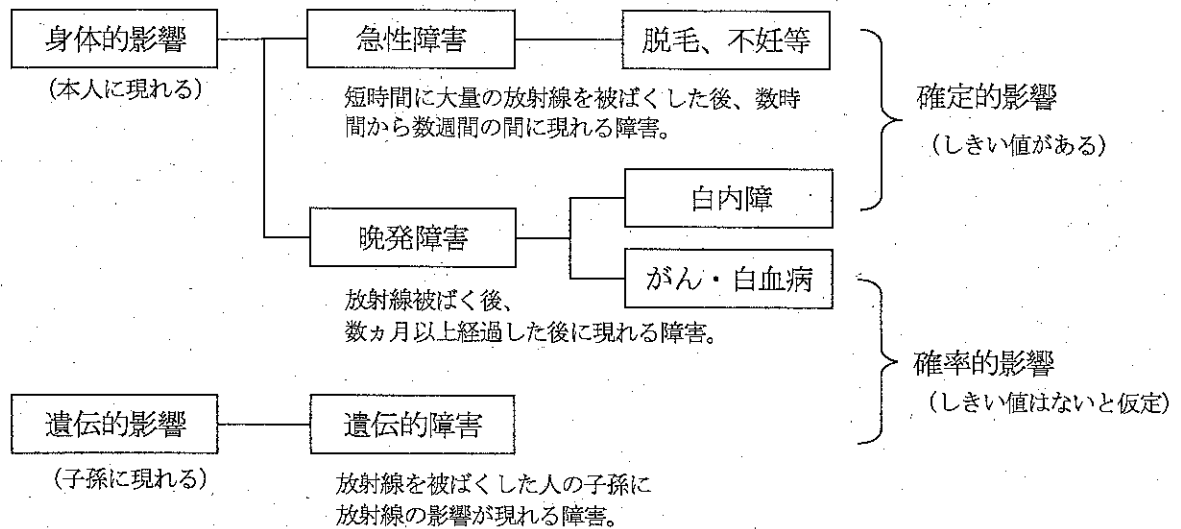 身体的影響
(本人に現れる)
急性障害
脱毛、不妊等
短時間に大量の放射線を被ばくした後、数時
間から数週間の間に現れる障害。
確定的影響
(しきい値がある)
晩発障害
白内障
がん・白血病
放射線被ばく後、
数ヵ月以上経過した後に現れる障害。
確率的影響
(しきい値はないと仮定)
遺伝的影響
(子孫に現れる)
遺伝的障害
放射線を被ばくした人の子孫に
放射線の影響が現れる障害。